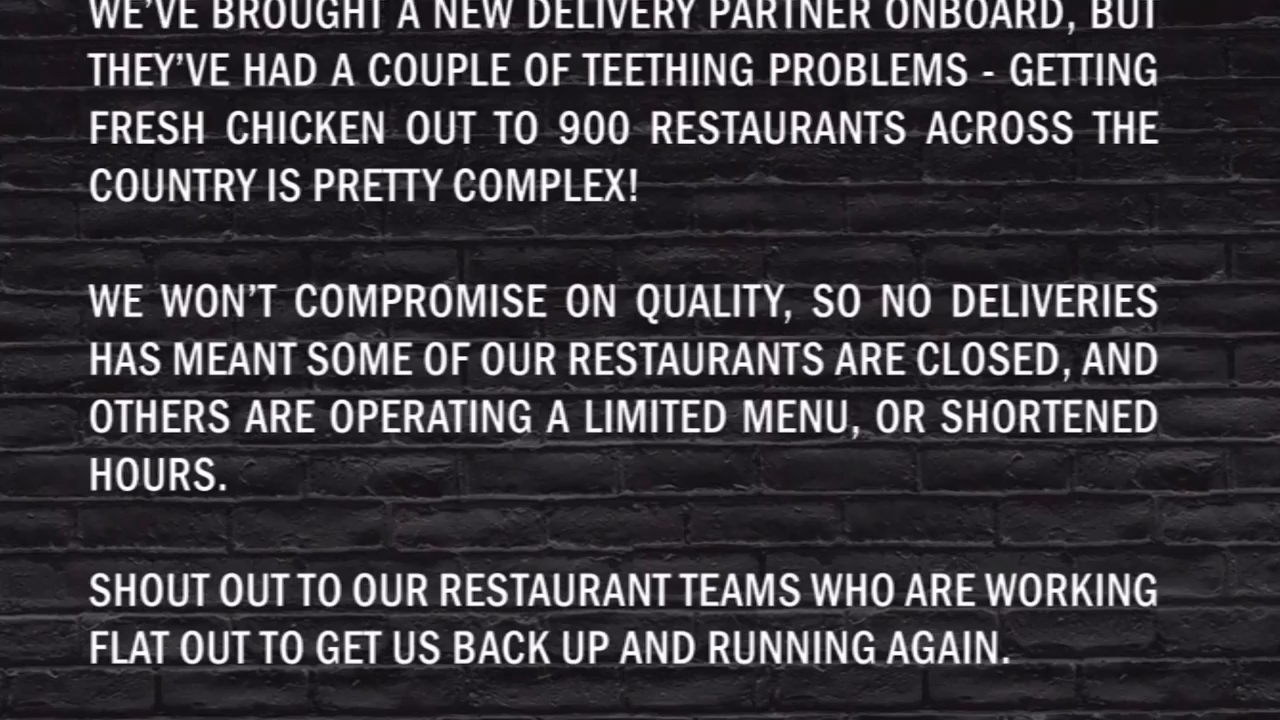 WE'VE BROUGHT A NEW DELIVERY PARTNER ONBOARD, BUT
THEY'VE HAD A COUPLE OF TEETHING PROBLEMS - GETTING
FRESH CHICKEN OUT TO 900 RESTAURANTS ACROSS THE
COUNTRY IS PRETTY COMPLEX!
WE WON'T COMPROMISE ON QUALITY, SO NO DELIVERIES
HAS MEANT SOME OF OUR RESTAURANTS ARE CLOSED, AND
OTHERS ARE OPERATING A LIMITED MENU, OR SHORTENED
HOURS.
SHOUT OUT TO OUR RESTAURANT TEAMS WHO ARE WORKING
FLAT OUT TO GET US BACK UP AND RUNNING AGAIN.